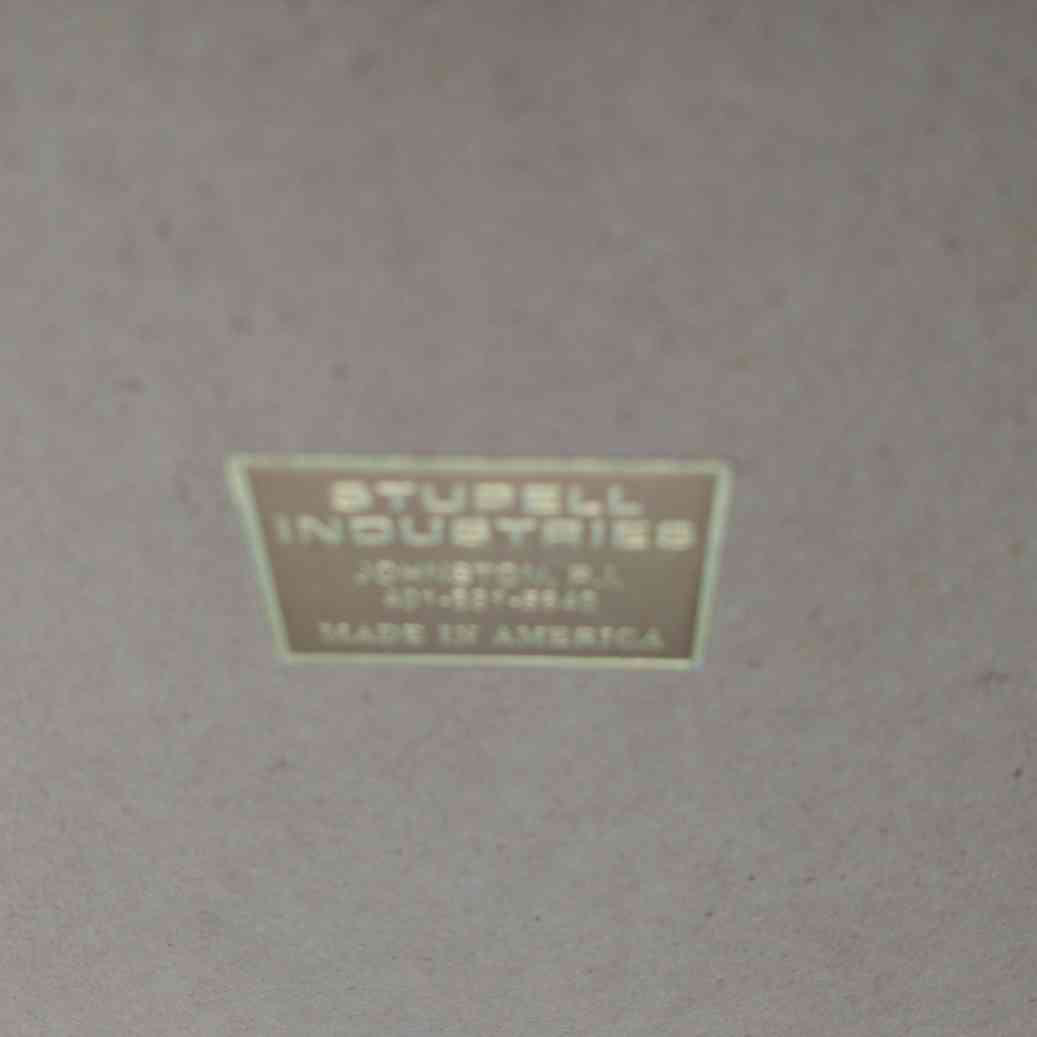 STUPELL
INDUSTRIES
JOHNSTON, R.I.
MADE IN AMERICA